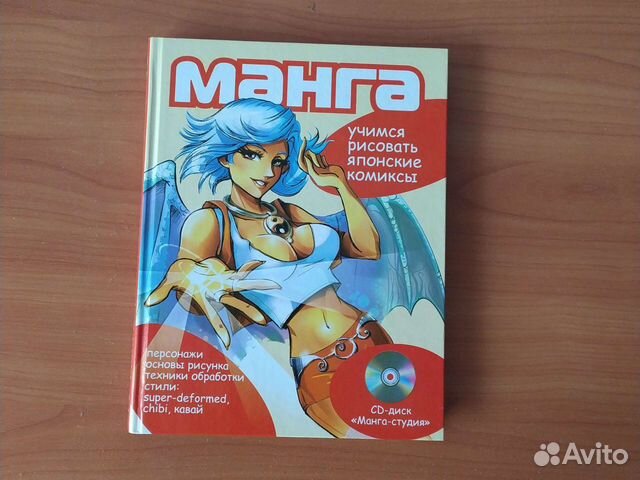 манга
учимся
рисовать
японские
комиксы
персонажи
основы рисунка
техники обработки
стили:
super-deformed,
chibi, кавай
CD-диск
«Манга-студия»
Avito